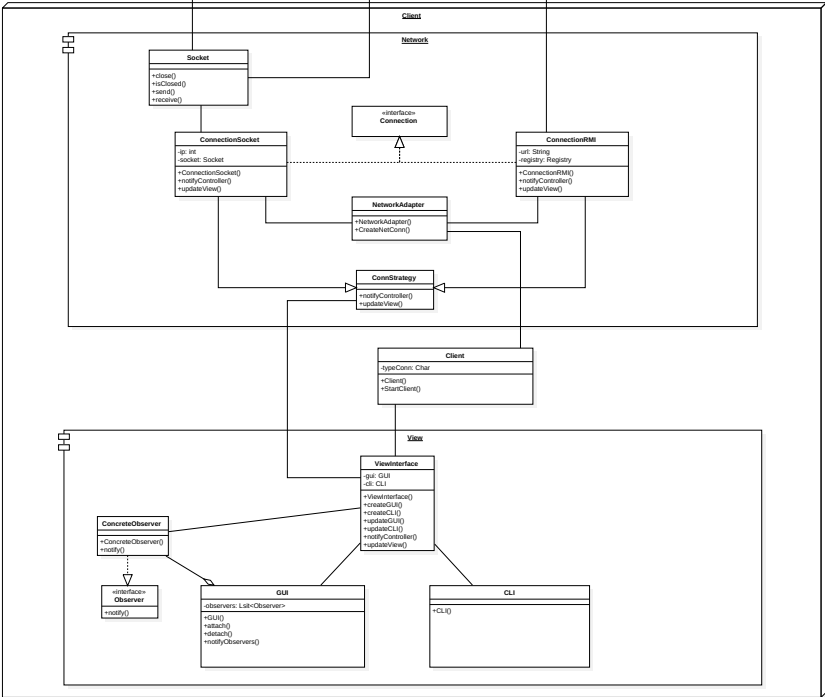 Client
Network
Socket
+close()
+isClosed()
+send()
+receive()
«interface»
Connection
ConnectionSocket
-ip: int
-socket: Socket
+ConnectionSocket()
+notifyController()
+updateView()
ConnectionRMI
-url: String
-registry: Registry
+ConnectionRMI()
+notifyController()
+updateView()
NetworkAdapter
+NetworkAdapter()
+CreateNetConn()
ConnStrategy
+notifyController()
+updateView()
Client
-typeConn: Char
+Client()
+StartClient()
View
ViewInterface
-gui: GUI
-cli: CLI
+ViewInterface()
+createGUI()
+createCLI()
+updateGUI()
+updateCLI()
+notifyController()
+updateView()
ConcreteObserver
+ConcreteObserver()
+notify()
«interface»
Observer
+notify()
GUI
-observers: Lsit<Observer>
+GUI()
+attach()
+detach()
+notifyObservers()
CLI
+CLI()